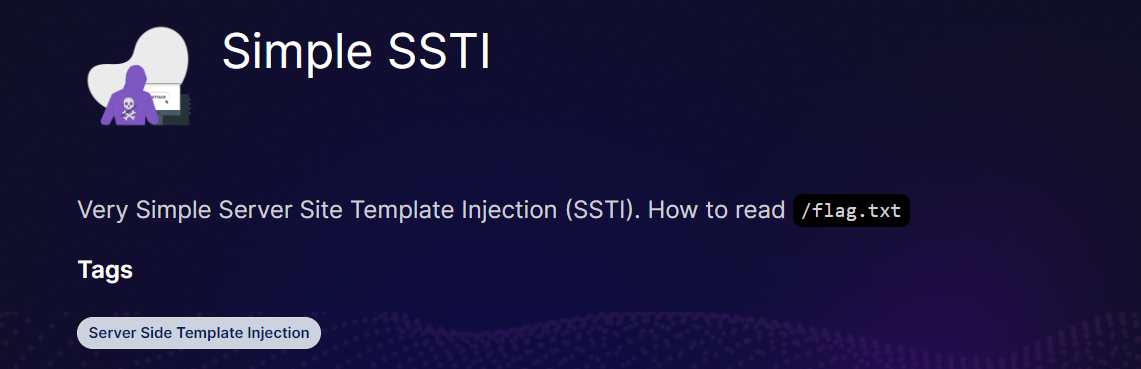 Simple SSTI
Very Simple Server Site Template Injection (SSTI). How to read /flag.txt
Tags
Server Side Template Injection